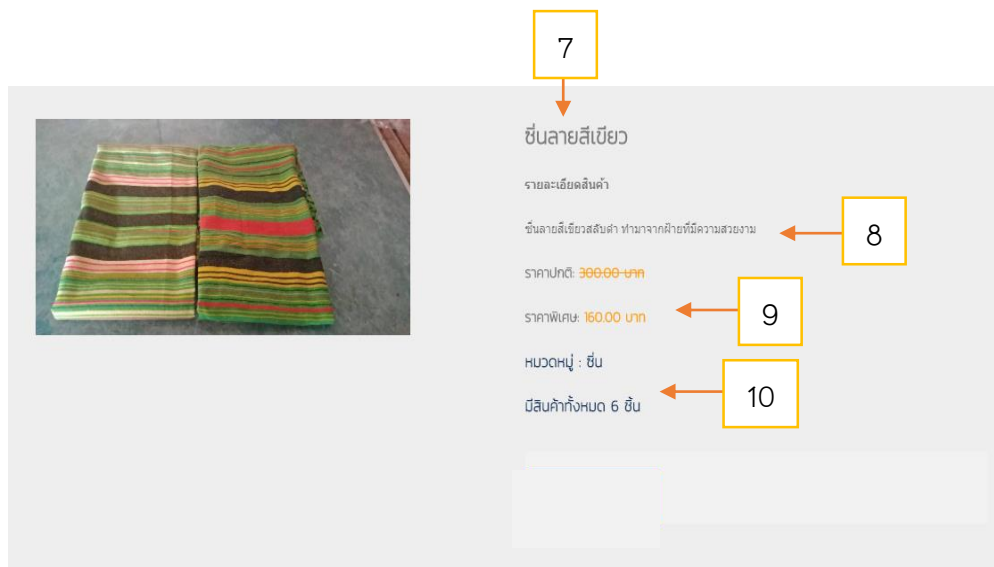 7
ซิ่นลายสีเขียว
รายละเอียดสินค้า
ซิ่นลายสีเขียวสลับดำ ทำมาจากฝ้ายที่มีความสวยงาม
8
ราคาปกติ: 300.00 บาท
ราคาพิเศษ: 160.00 บาท
9
หมวดหมู่ : ซิ่น
10
มีสินค้าทั้งหมด 6 ชิ้น